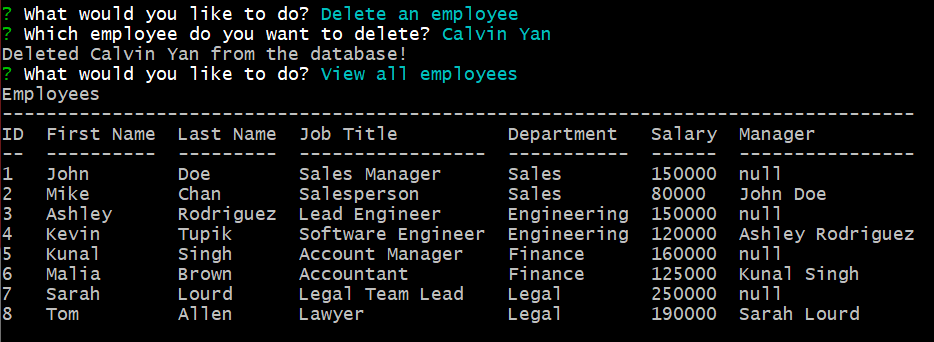 ? What would you like to do? Delete an employee
? Which employee do you want to delete? Calvin Yan
Deleted Calvin Yan from the database!
? What would you like to do? View all employees
Employees
-----------------------------------------------------------------------------------
ID  First Name  Last Name  Job Title          Department   Salary  Manager
--  ----------  ---------  -----------------  -----------  ------  ----------------
1   John        Doe        Sales Manager      Sales        150000  null
2   Mike        Chan       Salesperson        Sales        80000   John Doe
3   Ashley      Rodriguez  Lead Engineer      Engineering  150000  null
4   Kevin       Tupik      Software Engineer  Engineering  120000  Ashley Rodriguez
5   Kunal       Singh      Account Manager    Finance      160000  null
6   Malia       Brown      Accountant         Finance      125000  Kunal Singh
7   Sarah       Lourd      Legal Team Lead    Legal        250000  null
8   Tom         Allen      Lawyer             Legal        190000  Sarah Lourd